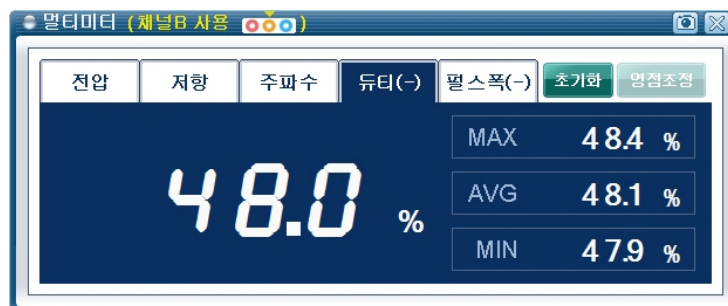 멀티미터 (채널B 사용 )
전압 저항 주파수 듀티(-) 펄스폭(-) 초기화 영점조정
48.0 %
MAX 48.4 %
AVG 48.1 %
MIN 47.9 %